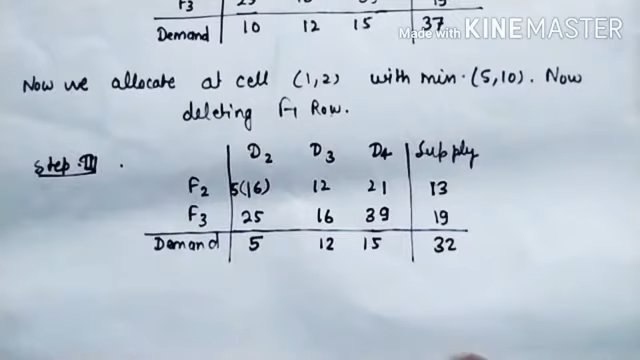 F3
Demand 10 12 15 37
Made with KINEMASTER
Now we allocate at cell (1,2) with min. (5,10). Now
deleting F1 Row.
Step III .
D2 D3 D4 Supply
F2 5(16) 12 21 13
F3 25 16 39 19
Demand 5 12 15 32